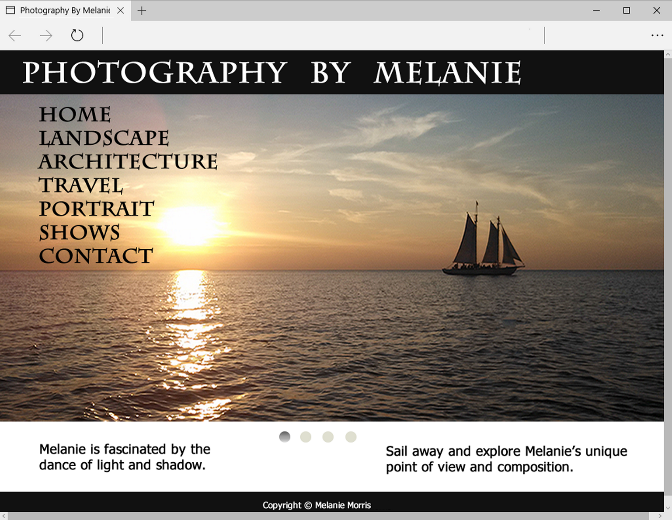 Photography By Melanie
PHOTOGRAPHY BY MELANIE
HOME
LANDSCAPE
ARCHITECTURE
TRAVEL
PORTRAIT
SHOWS
CONTACT
Melanie is fascinated by the
dance of light and shadow.
Sail away and explore Melanie’s unique
point of view and composition.
Copyright © Melanie Morris